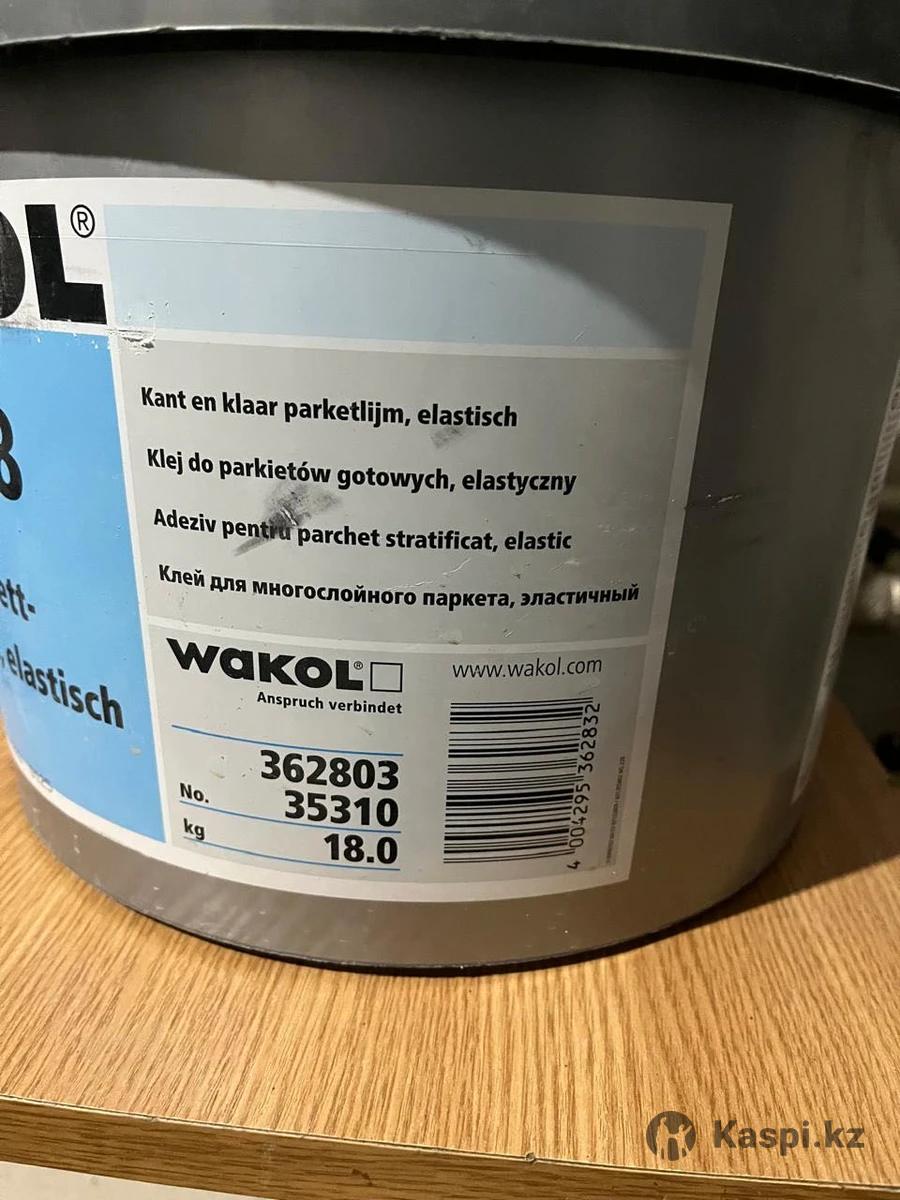 OL®
8
ett-
, elastisch
Kant en klaar parketlijm, elastisch
Klej do parkietów gotowych, elastyczny
Adeziv pentru parchet stratificat, elastic
Клей для многослойного паркета, эластичный
wakol®
Anspruch verbindet
www.wakol.com
362803
No. 35310
kg 18.0
4 004295 362832
Kaspi.kz